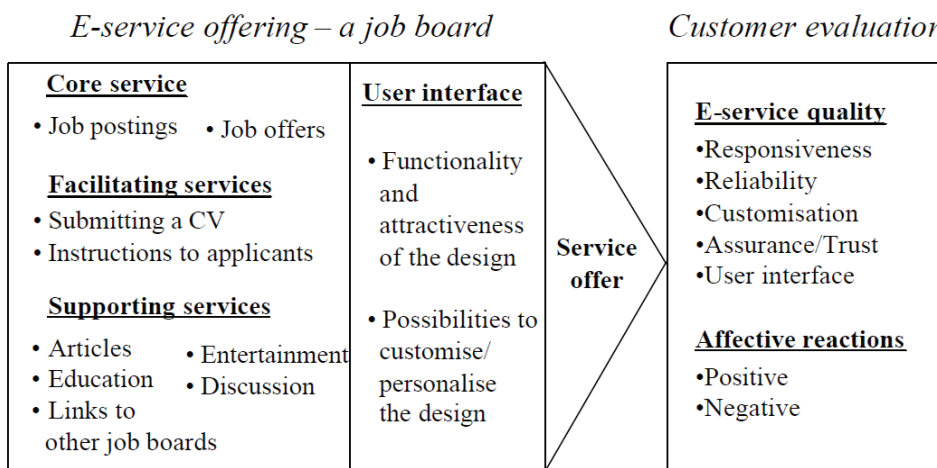 E-service offering – a job board
Customer evaluation
Core service
• Job postings
• Job offers
Facilitating services
• Submitting a CV
• Instructions to applicants
Supporting services
• Articles
• Education
• Links to
other job boards
• Entertainment
• Discussion
User interface
• Functionality
and
attractiveness
of the design
• Possibilities to
customise/
personalise
the design
Service
offer
E-service quality
•Responsiveness
•Reliability
•Customisation
•Assurance/Trust
•User interface
Affective reactions
•Positive
•Negative